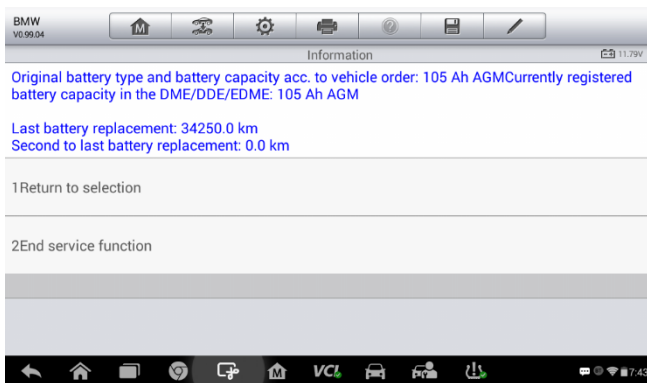 BMW
V0.99.04
Information
11.79V
Original battery type and battery capacity acc. to vehicle order: 105 Ah AGMCurrently registered
battery capacity in the DME/DDE/EDME: 105 Ah AGM
Last battery replacement: 34250.0 km
Second to last battery replacement: 0.0 km
1Return to selection
2End service function
VCI
7:43